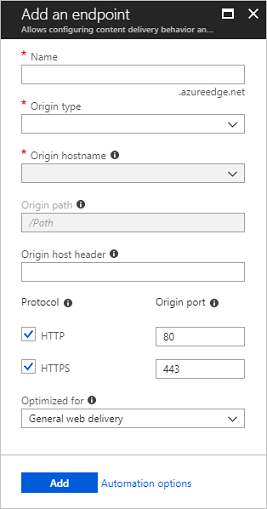 Add an endpoint
Allows configuring content delivery behavior an...
* Name
.azureedge.net
* Origin type
* Origin hostname
Origin path
/Path
Origin host header
Protocol Origin port
HTTP 80
HTTPS 443
Optimized for
General web delivery
Add Automation options